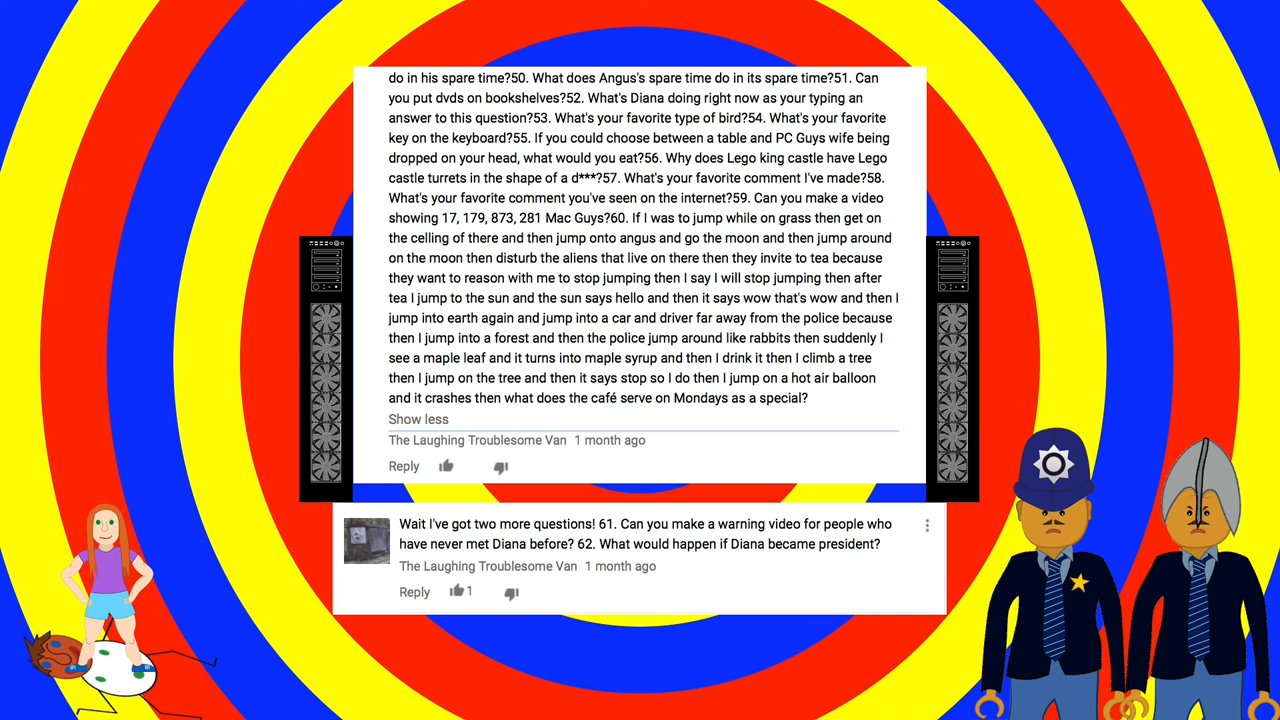 do in his spare time?50. What does Angus's spare time do in its spare time?51. Can
you put dvds on bookshelves?52. What's Diana doing right now as your typing an
answer to this question?53. What's your favorite type of bird?54. What's your favorite
key on the keyboard?55. If you could choose between a table and PC Guys wife being
dropped on your head, what would you eat?56. Why does Lego king castle have Lego
castle turrets in the shape of a d***?57. What's your favorite comment I've made?58.
What's your favorite comment you've seen on the internet?59. Can you make a video
showing 17, 179, 873, 281 Mac Guys?60. If I was to jump while on grass then get on
the celling of there and then jump onto angus and go the moon and then jump around
on the moon then disturb the aliens that live on there then they invite to tea because
they want to reason with me to stop jumping then I say I will stop jumping then after
tea I jump to the sun and the sun says hello and then it says wow that's wow and then I
jump into earth again and jump into a car and driver far away from the police because
then I jump into a forest and then the police jump around like rabbits then suddenly I
see a maple leaf and it turns into maple syrup and then I drink it then I climb a tree
then I jump on the tree and then it says stop so I do then I jump on a hot air balloon
and it crashes then what does the café serve on Mondays as a special?
Show less
The Laughing Troublesome Van 1 month ago
Reply
Wait I've got two more questions! 61. Can you make a warning video for people who
have never met Diana before? 62. What would happen if Diana became president?
The Laughing Troublesome Van 1 month ago
Reply 1